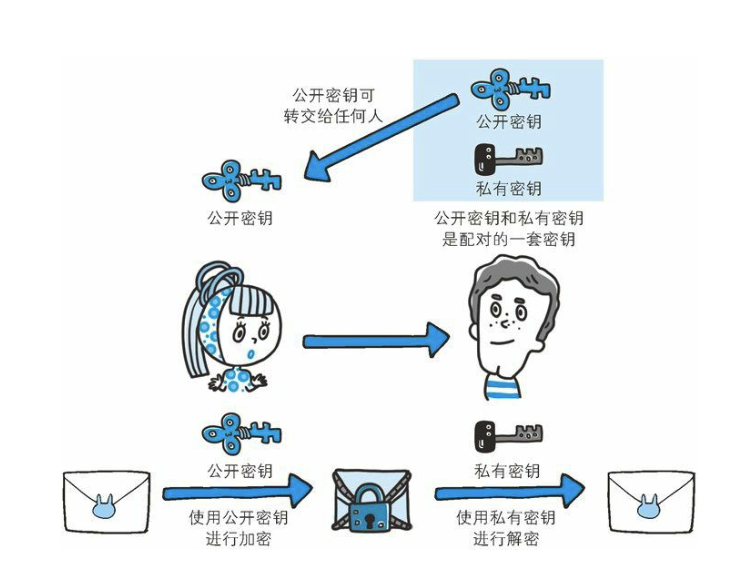 公开密钥可
转交给任何人
公开密钥
私有密钥
公开密钥
公开密钥和私有密钥
是配对的一套密钥
公开密钥
私有密钥
使用公开密钥
进行加密
使用私有密钥
进行解密